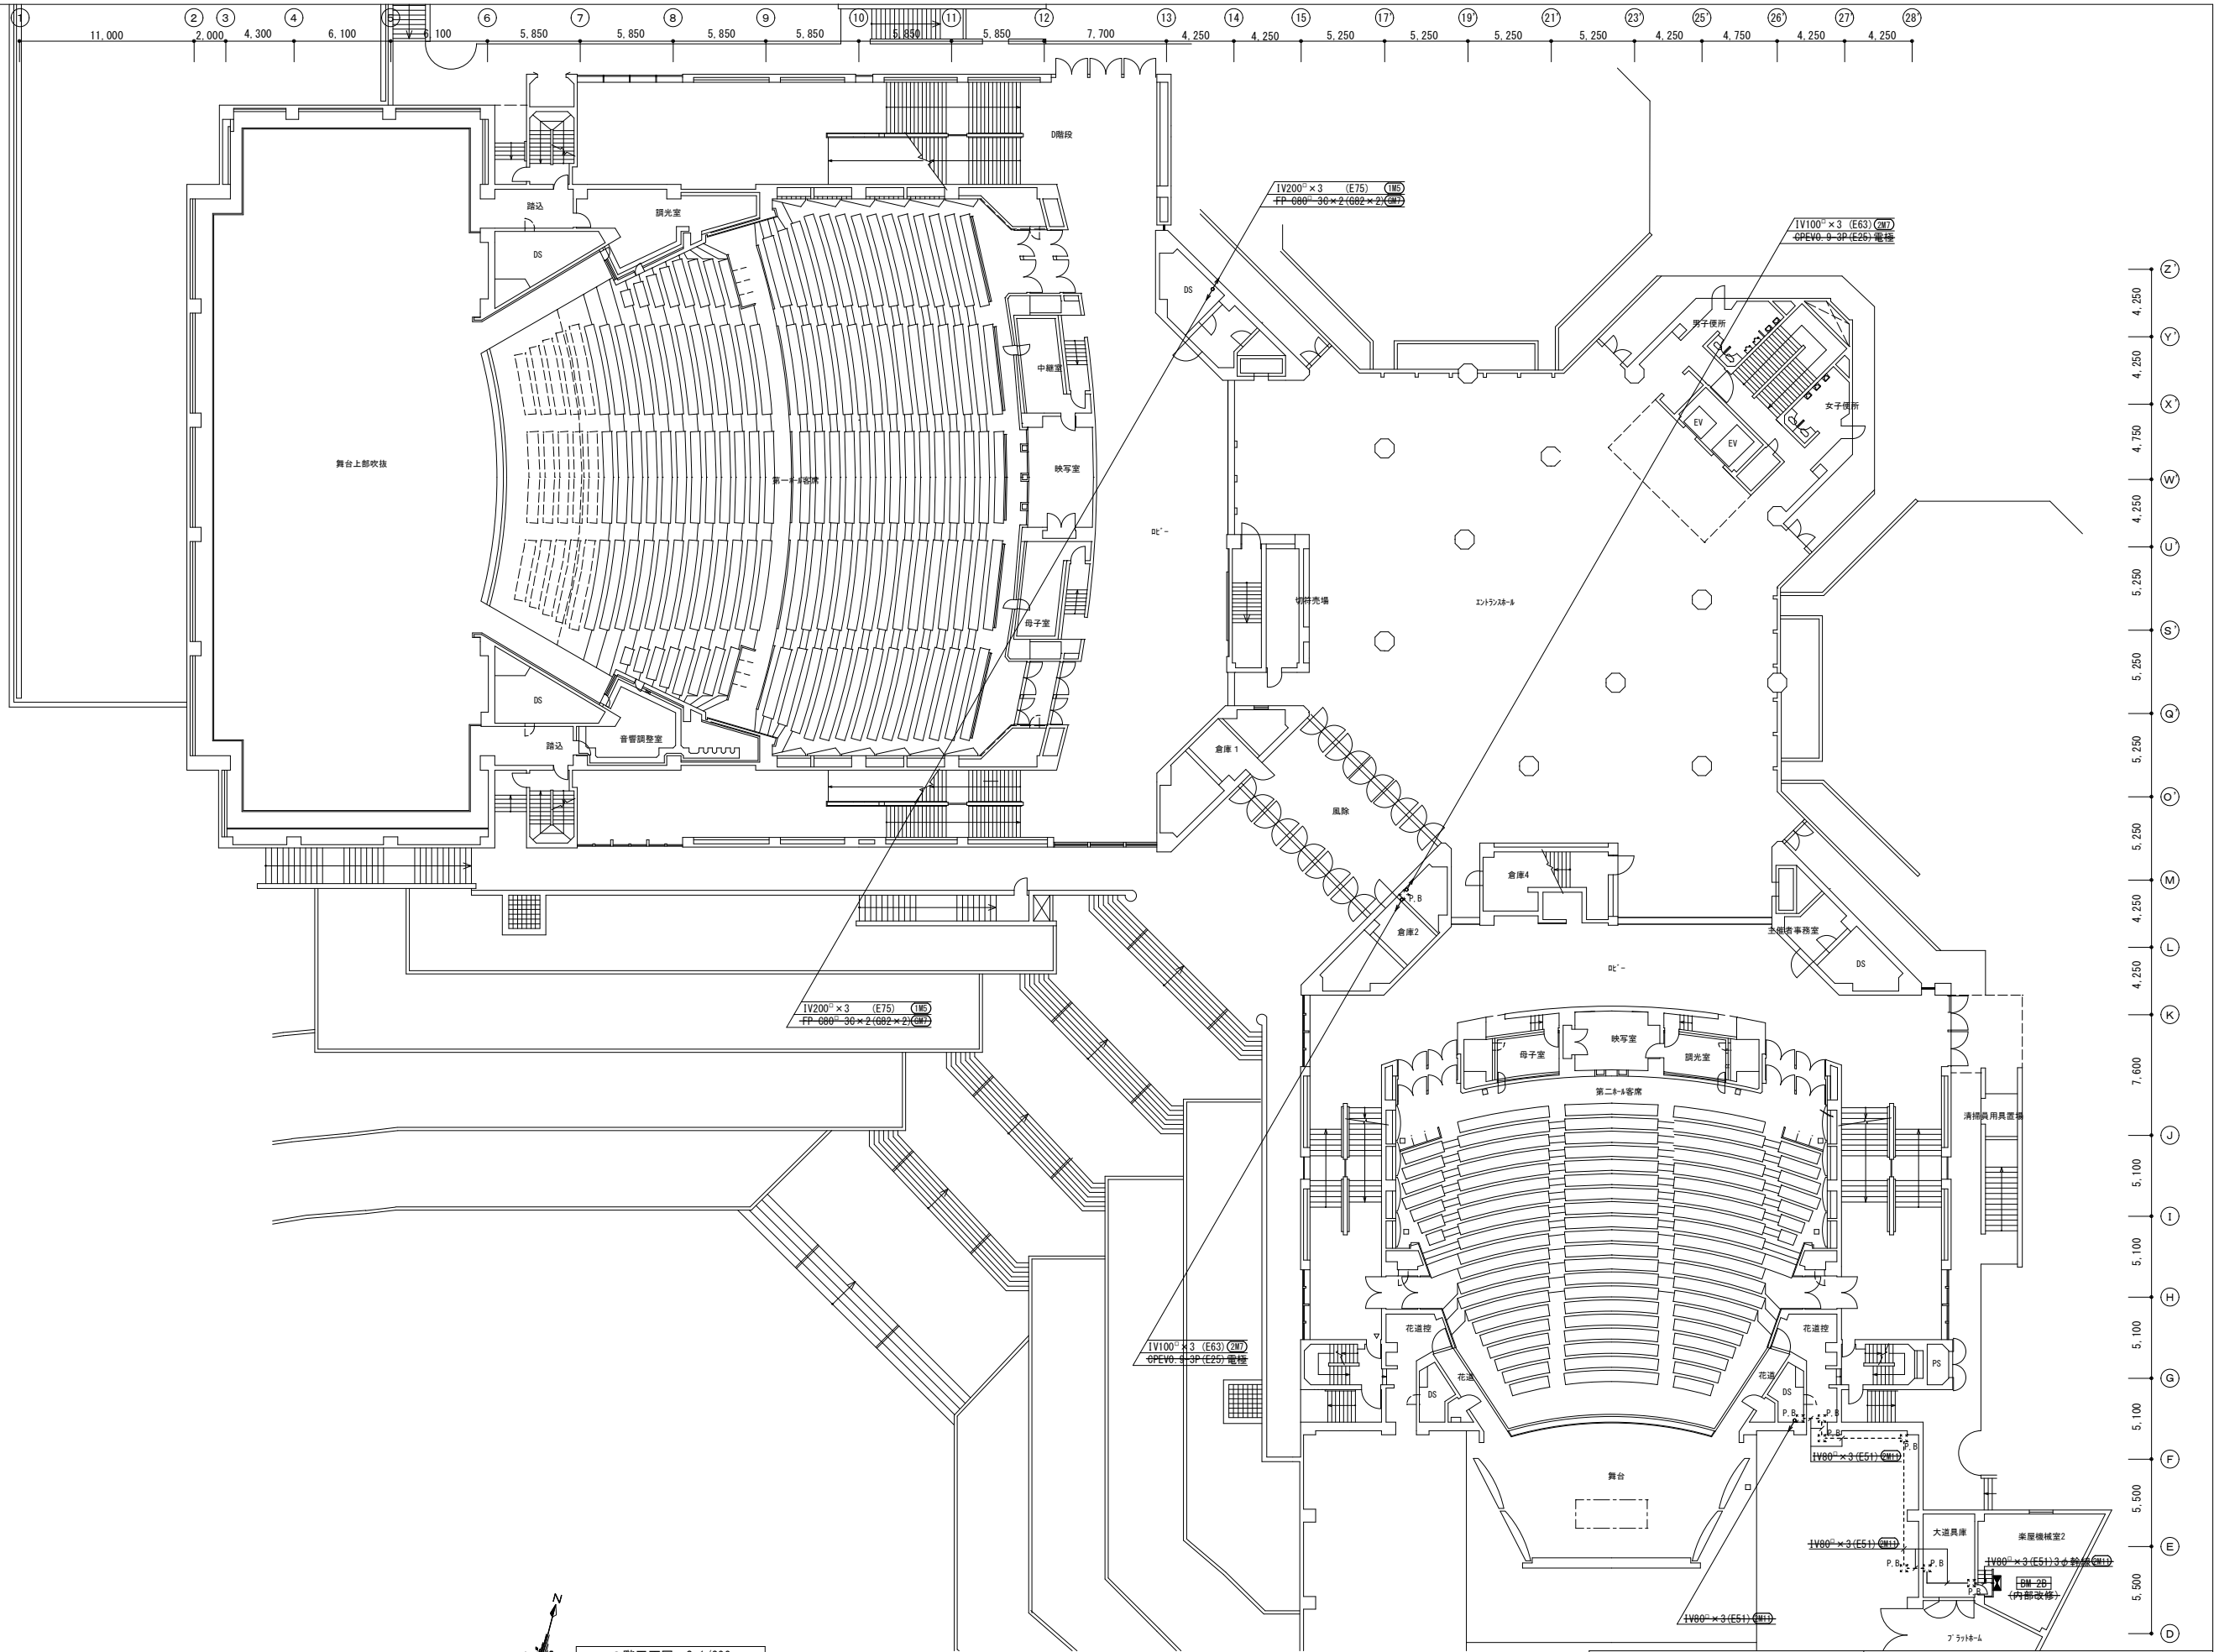 ① ② ③ ④ ⑤ ⑥ ⑦ ⑧ ⑨ ⑩ ⑪ ⑫ ⑬ ⑭ ⑮ 17' 19' 21' 23' 25' 26' 27' 28'
11,000 2,000 4,300 6,100 6,100 5,850 5,850 5,850 5,850 5,850 5,850 7,700 4,250 4,250 5,250 5,250 5,250 5,250 4,250 4,750 4,250 4,250
D階段
IV200□×3 (E75) 1M5
FP-C80□-3C×2(G82×2) GM7
踏込
調光室
IV100□×3 (E63) 2M7
CPEV0.9-3P(E25)電極
DS
Z'
4,250
DS
男子便所
Y'
4,250
中継室
女子便所
X'
EV
EV
4,750
舞台上部吹抜
映写室
第一ホール客席
W'
4,250
ロビー
U'
切符売場
エントランスホール
5,250
母子室
S'
5,250
DS
Q'
踏込
音響調整室
倉庫1
5,250
O'
風除
5,250
倉庫4
M
P.B
4,250
倉庫2
主催者事務室
L
ロビー
DS
4,250
IV200□×3 (E75) 1M5
FP-C80□-3C×2(G82×2) GM7
K
母子室
映写室
調光室
7,600
第二ホール客席
清掃員用具置場
J
5,100
I
5,100
H
花道控
花道控
IV100□×3 (E63) 2M7
CPEV0.9-3P(E25)電極
5,100
PS
花道
花道
G
DS
DS
P.B
P.B
5,100
P.B
P.B
IV80□×3(E51) 2M11
F
舞台
5,500
大道具庫
楽屋機械室2
IV80□×3(E51) 2M11
E
P.B
P.B
IV80□×3(E51)3φ幹線 2M11
BM-2B
P.B
(内部改修)
5,500
N
IV80□×3(E51) 2M11
プラットホーム
D